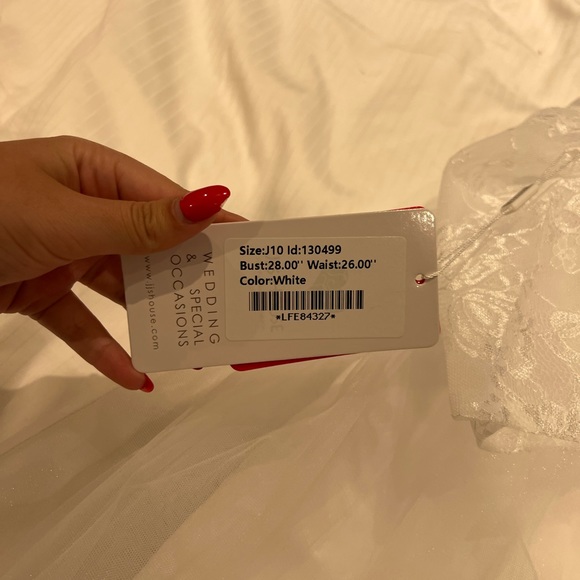 Size:J10 Id:130499
Bust:28.00'' Waist:26.00''
Color:White
*LFE84327*
WEDDING
& SPECIAL
OCCASIONS
www.jjshouse.com